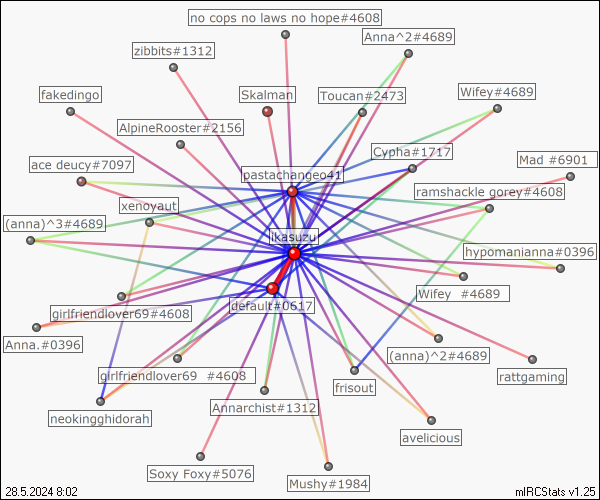 no cops no laws no hope#4608
Anna^2#4689
zibbits#1312
fakedingo
Skalman
Toucan#2473
Wifey#4689
AlpineRooster#2156
Cypha#1717
Mad #6901
ace deucy#7097
pastachangeo41
ramshackle gorey#4608
xenoyaut
(anna)^3#4689
ikasuzu
hypomanianna#0396
Wifey #4689
default#0617
girlfriendlover69#4608
Anna.#0396
(anna)^2#4689
girlfriendlover69 #4608
rattgaming
frisout
Annarchist#1312
neokingghidorah
avelicious
Soxy Foxy#5076
Mushy#1984
28.5.2024 8:02
mIRCStats v1.25